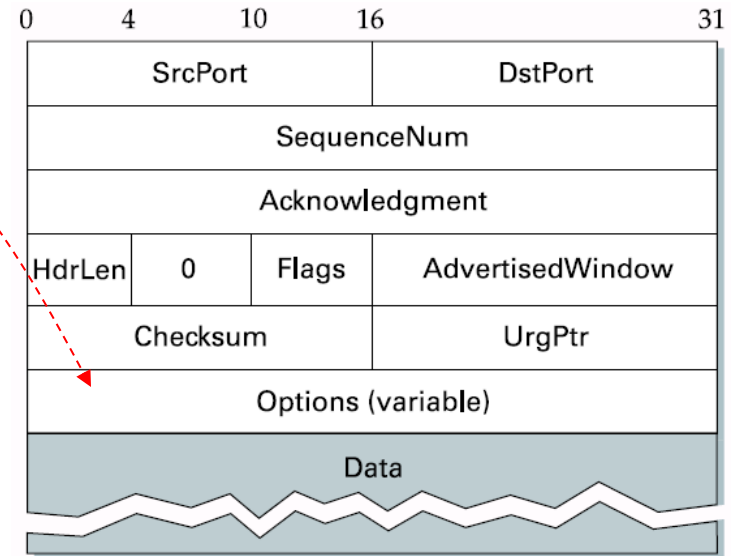 0 4 10 16 31
SrcPort DstPort
SequenceNum
Acknowledgment
HdrLen 0 Flags AdvertisedWindow
Checksum UrgPtr
Options (variable)
Data